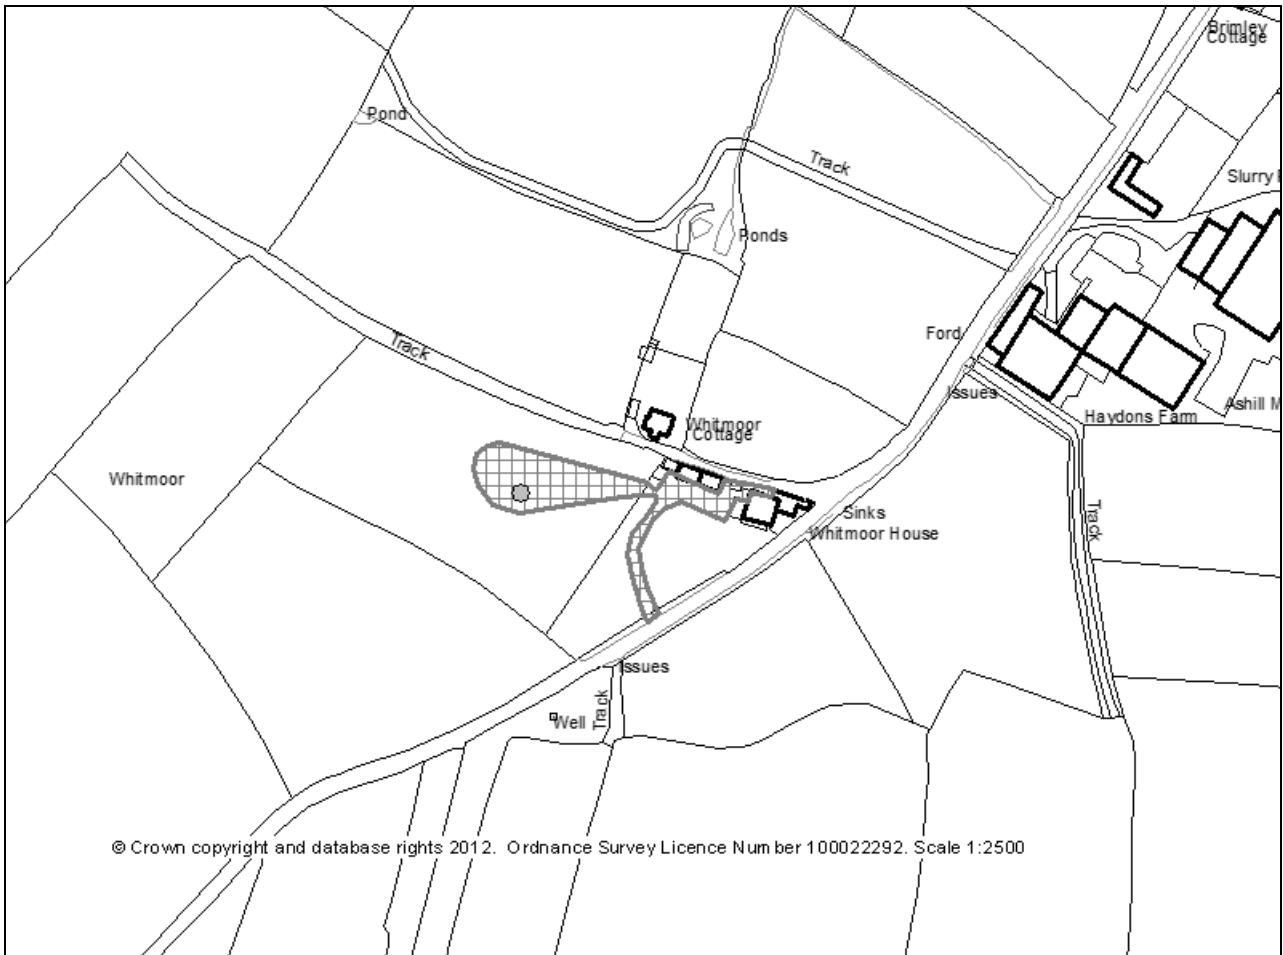 Brimley
Cottage
Pond
Track
Slurry
Ponds
Ford
Track
Issues
Ashill
Haydons Farm
Whitmoor
Cottage
Whitmoor
Sinks
Whitmoor House
Track
Issues
Track
Well
© Crown copyright and database rights 2012. Ordnance Survey Licence Number 100022292. Scale 1:2500